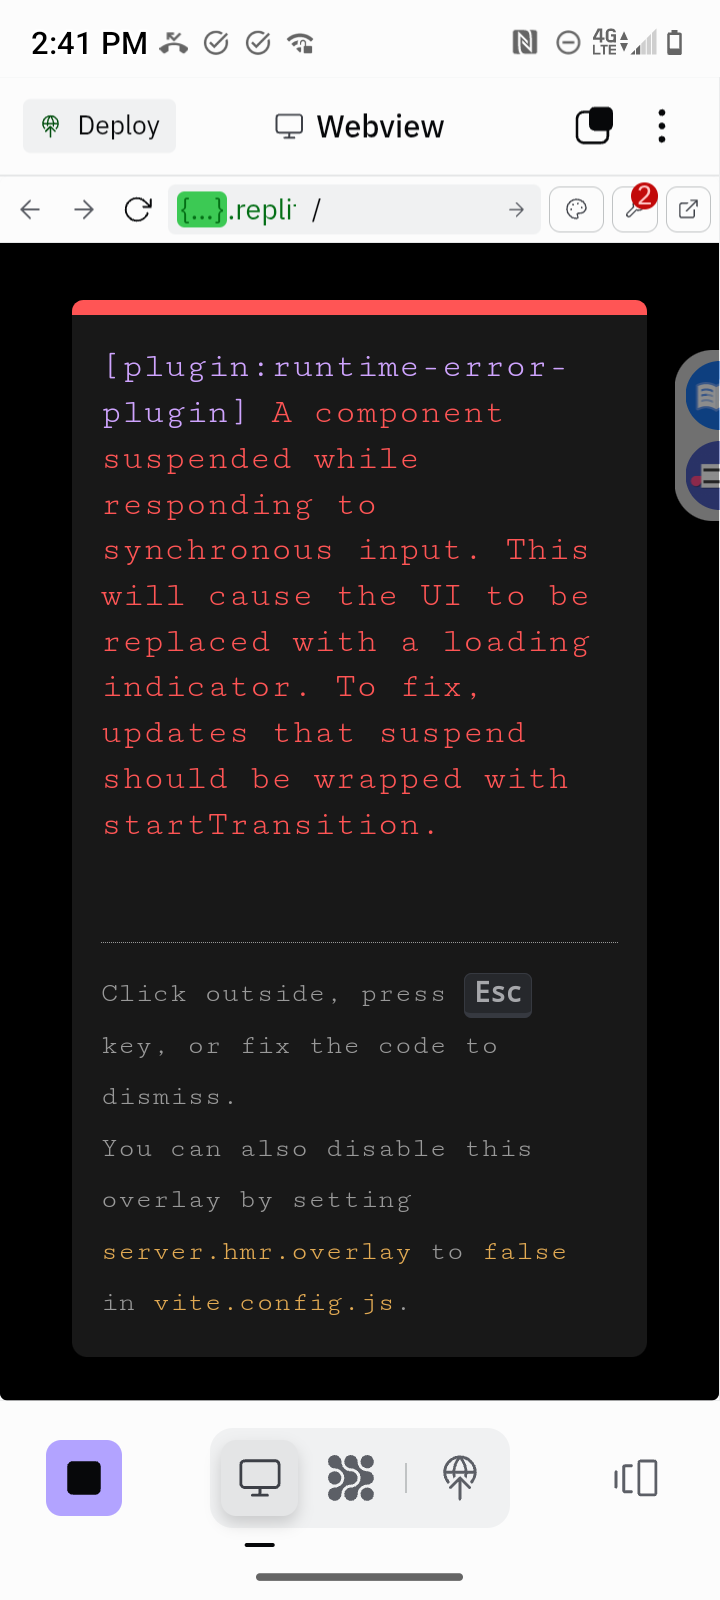 2:41 PM
4G
LTE
Deploy
Webview
{...}.repli /
2
[plugin:runtime-error-
plugin] A component
suspended while
responding to
synchronous input. This
will cause the UI to be
replaced with a loading
indicator. To fix,
updates that suspend
should be wrapped with
startTransition.
Click outside, press Esc
key, or fix the code to
dismiss.
You can also disable this
overlay by setting
server.hmr.overlay to false
in vite.config.js.